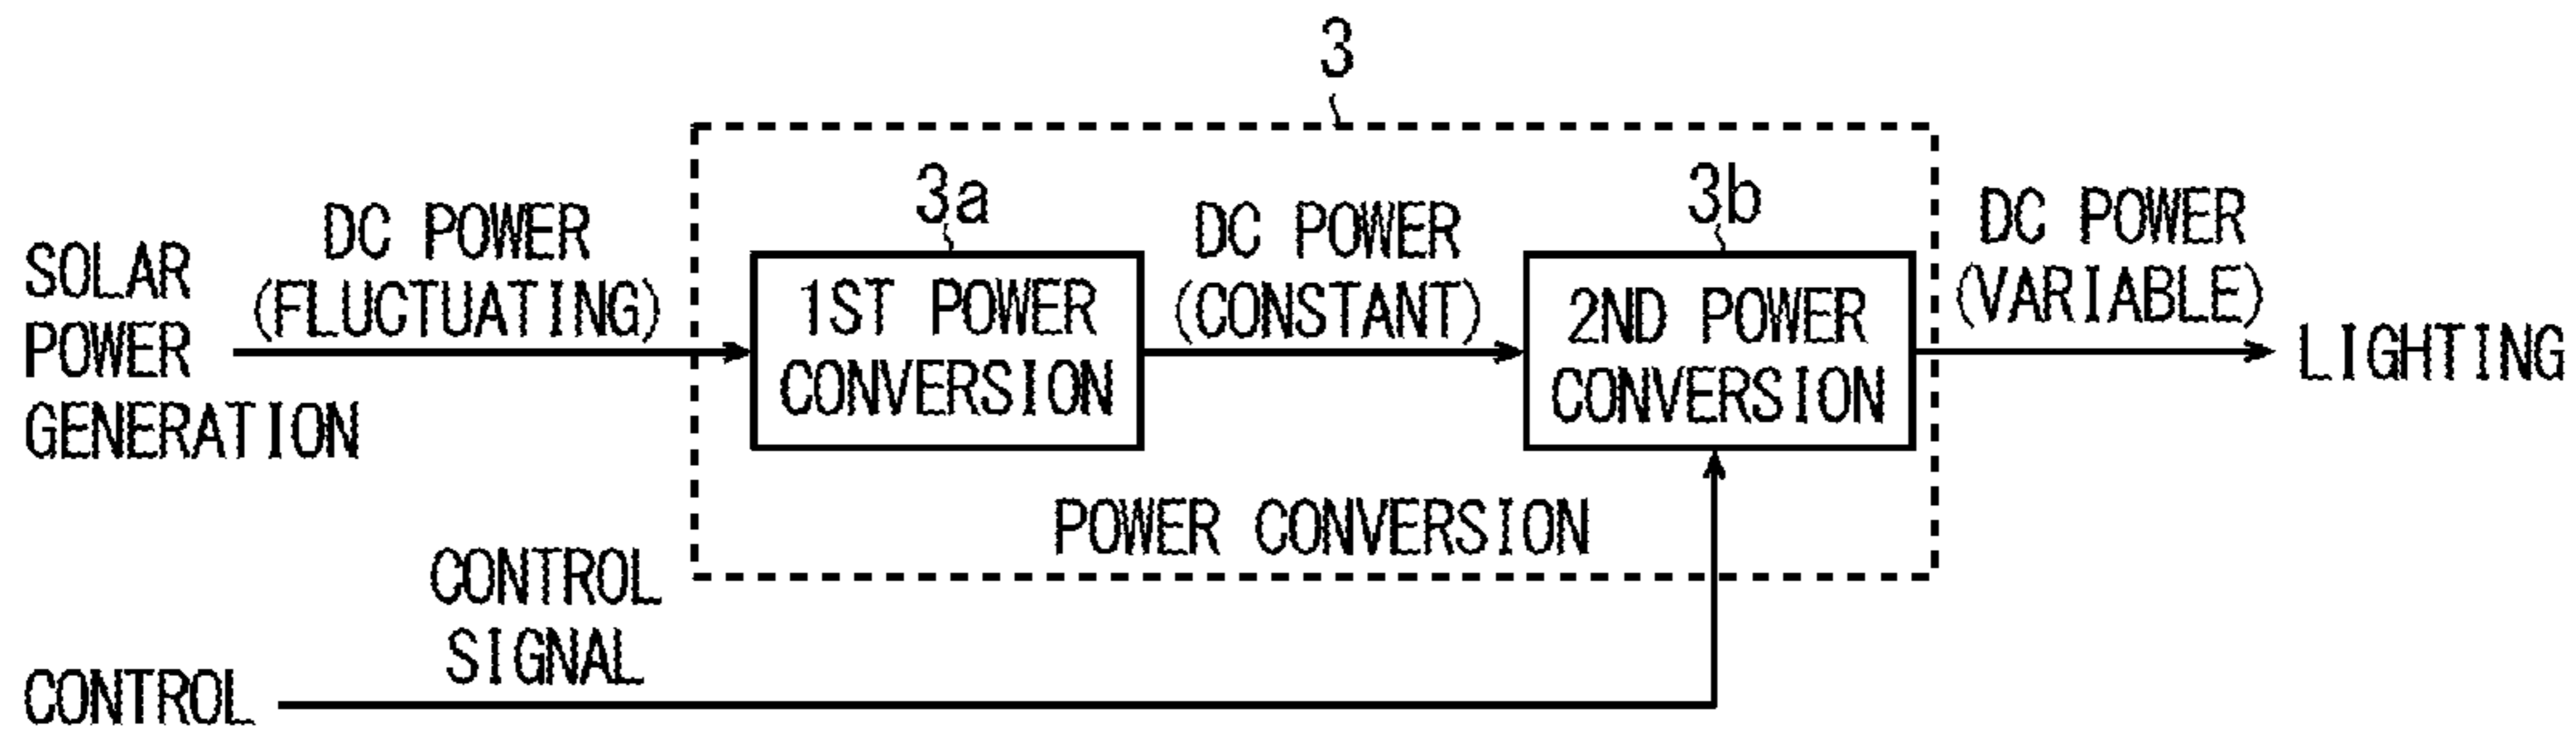 3
3a
3b
SOLAR
POWER
GENERATION
DC POWER
(FLUCTUATING)
1ST POWER
CONVERSION
DC POWER
(CONSTANT)
2ND POWER
CONVERSION
DC POWER
(VARIABLE)
LIGHTING
POWER CONVERSION
CONTROL
SIGNAL
CONTROL